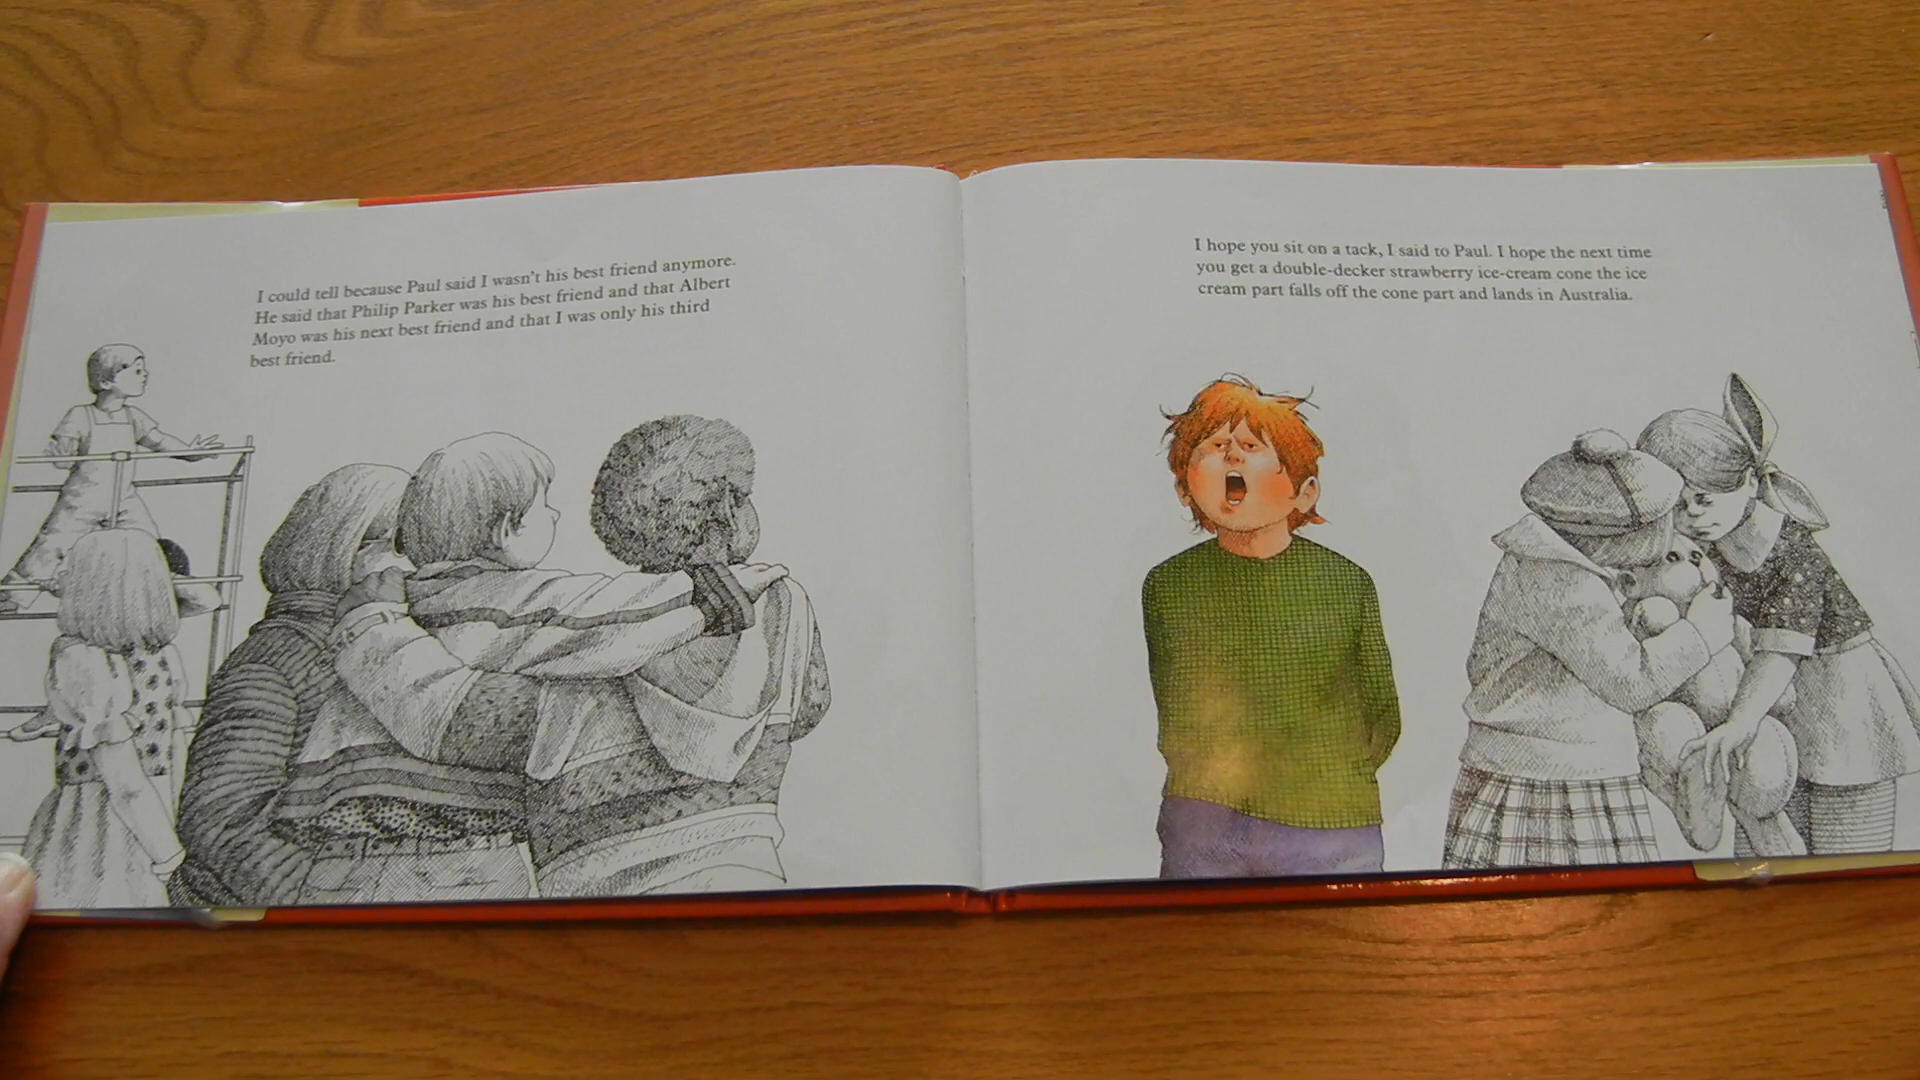 I could tell because Paul said I wasn't his best friend anymore.
He said that Philip Parker was his best friend and that Albert
Moyo was his next best friend and that I was only his third
best friend.
I hope you sit on a tack, I said to Paul. I hope the next time
you get a double-decker strawberry ice-cream cone the ice
cream part falls off the cone part and lands in Australia.